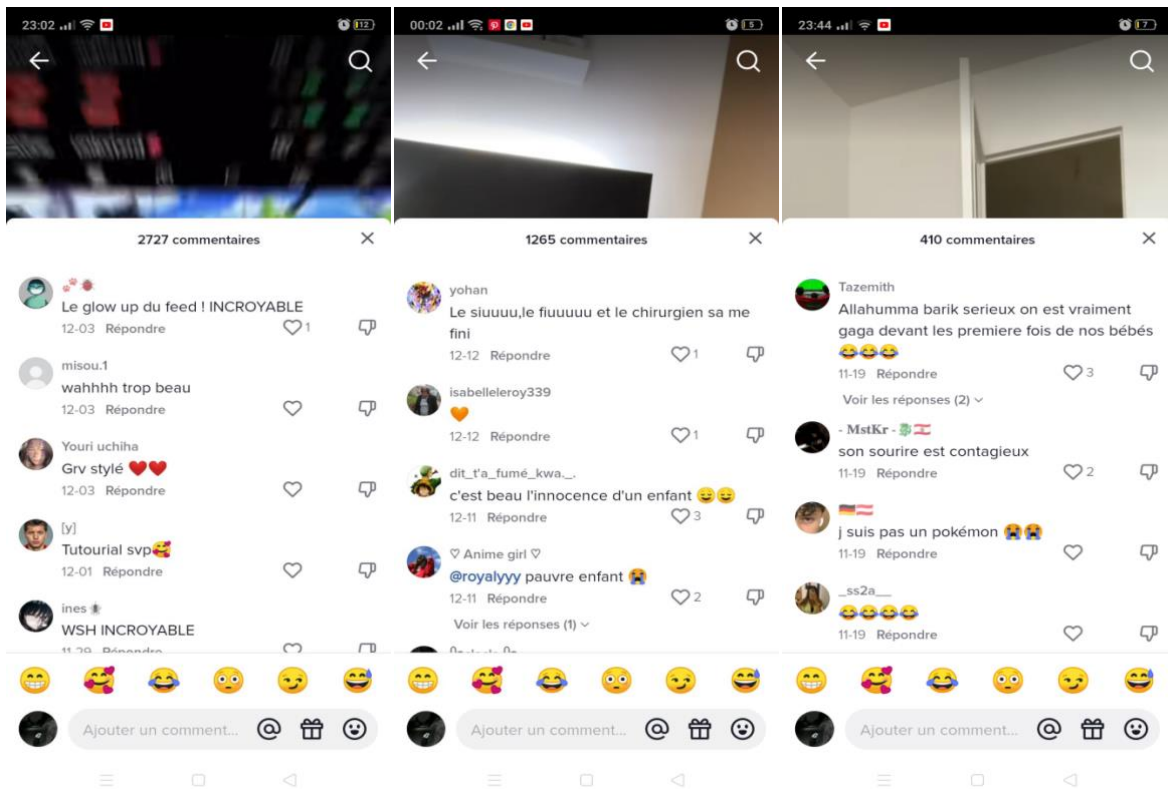 23:02
12
2727 commentaires
Le glow up du feed ! INCROYABLE
12-03 Répondre
1
misou.1
wahhhh trop beau
12-03 Répondre
Youri uchiha
Grv stylé ❤️❤️
12-03 Répondre
[y]
Tutourial svp🥰
12-01 Répondre
ines
WSH INCROYABLE
11-29 Répondre
Ajouter un comment...
00:02
5
1265 commentaires
yohan
Le siuuuu,le fiuuuuu et le chirurgien sa me
fini
12-12 Répondre
1
isabelleleroy339
🧡
12-12 Répondre
1
dit_t'a_fumé_kwa._.
c'est beau l'innocence d'un enfant 😌😌
12-11 Répondre
3
♡ Anime girl ♡
@royalyyy pauvre enfant 😭
12-11 Répondre
2
Voir les réponses (1)
Ajouter un comment...
23:44
7
410 commentaires
Tazemith
Allahumma barik serieux on est vraiment
gaga devant les premiere fois de nos bébés
😂😂😂
11-19 Répondre
3
Voir les réponses (2)
- MstKr -
son sourire est contagieux
11-19 Répondre
2
j suis pas un pokémon 😭😭
11-19 Répondre
_ss2a__
😂😂😂😂
11-19 Répondre
Ajouter un comment...